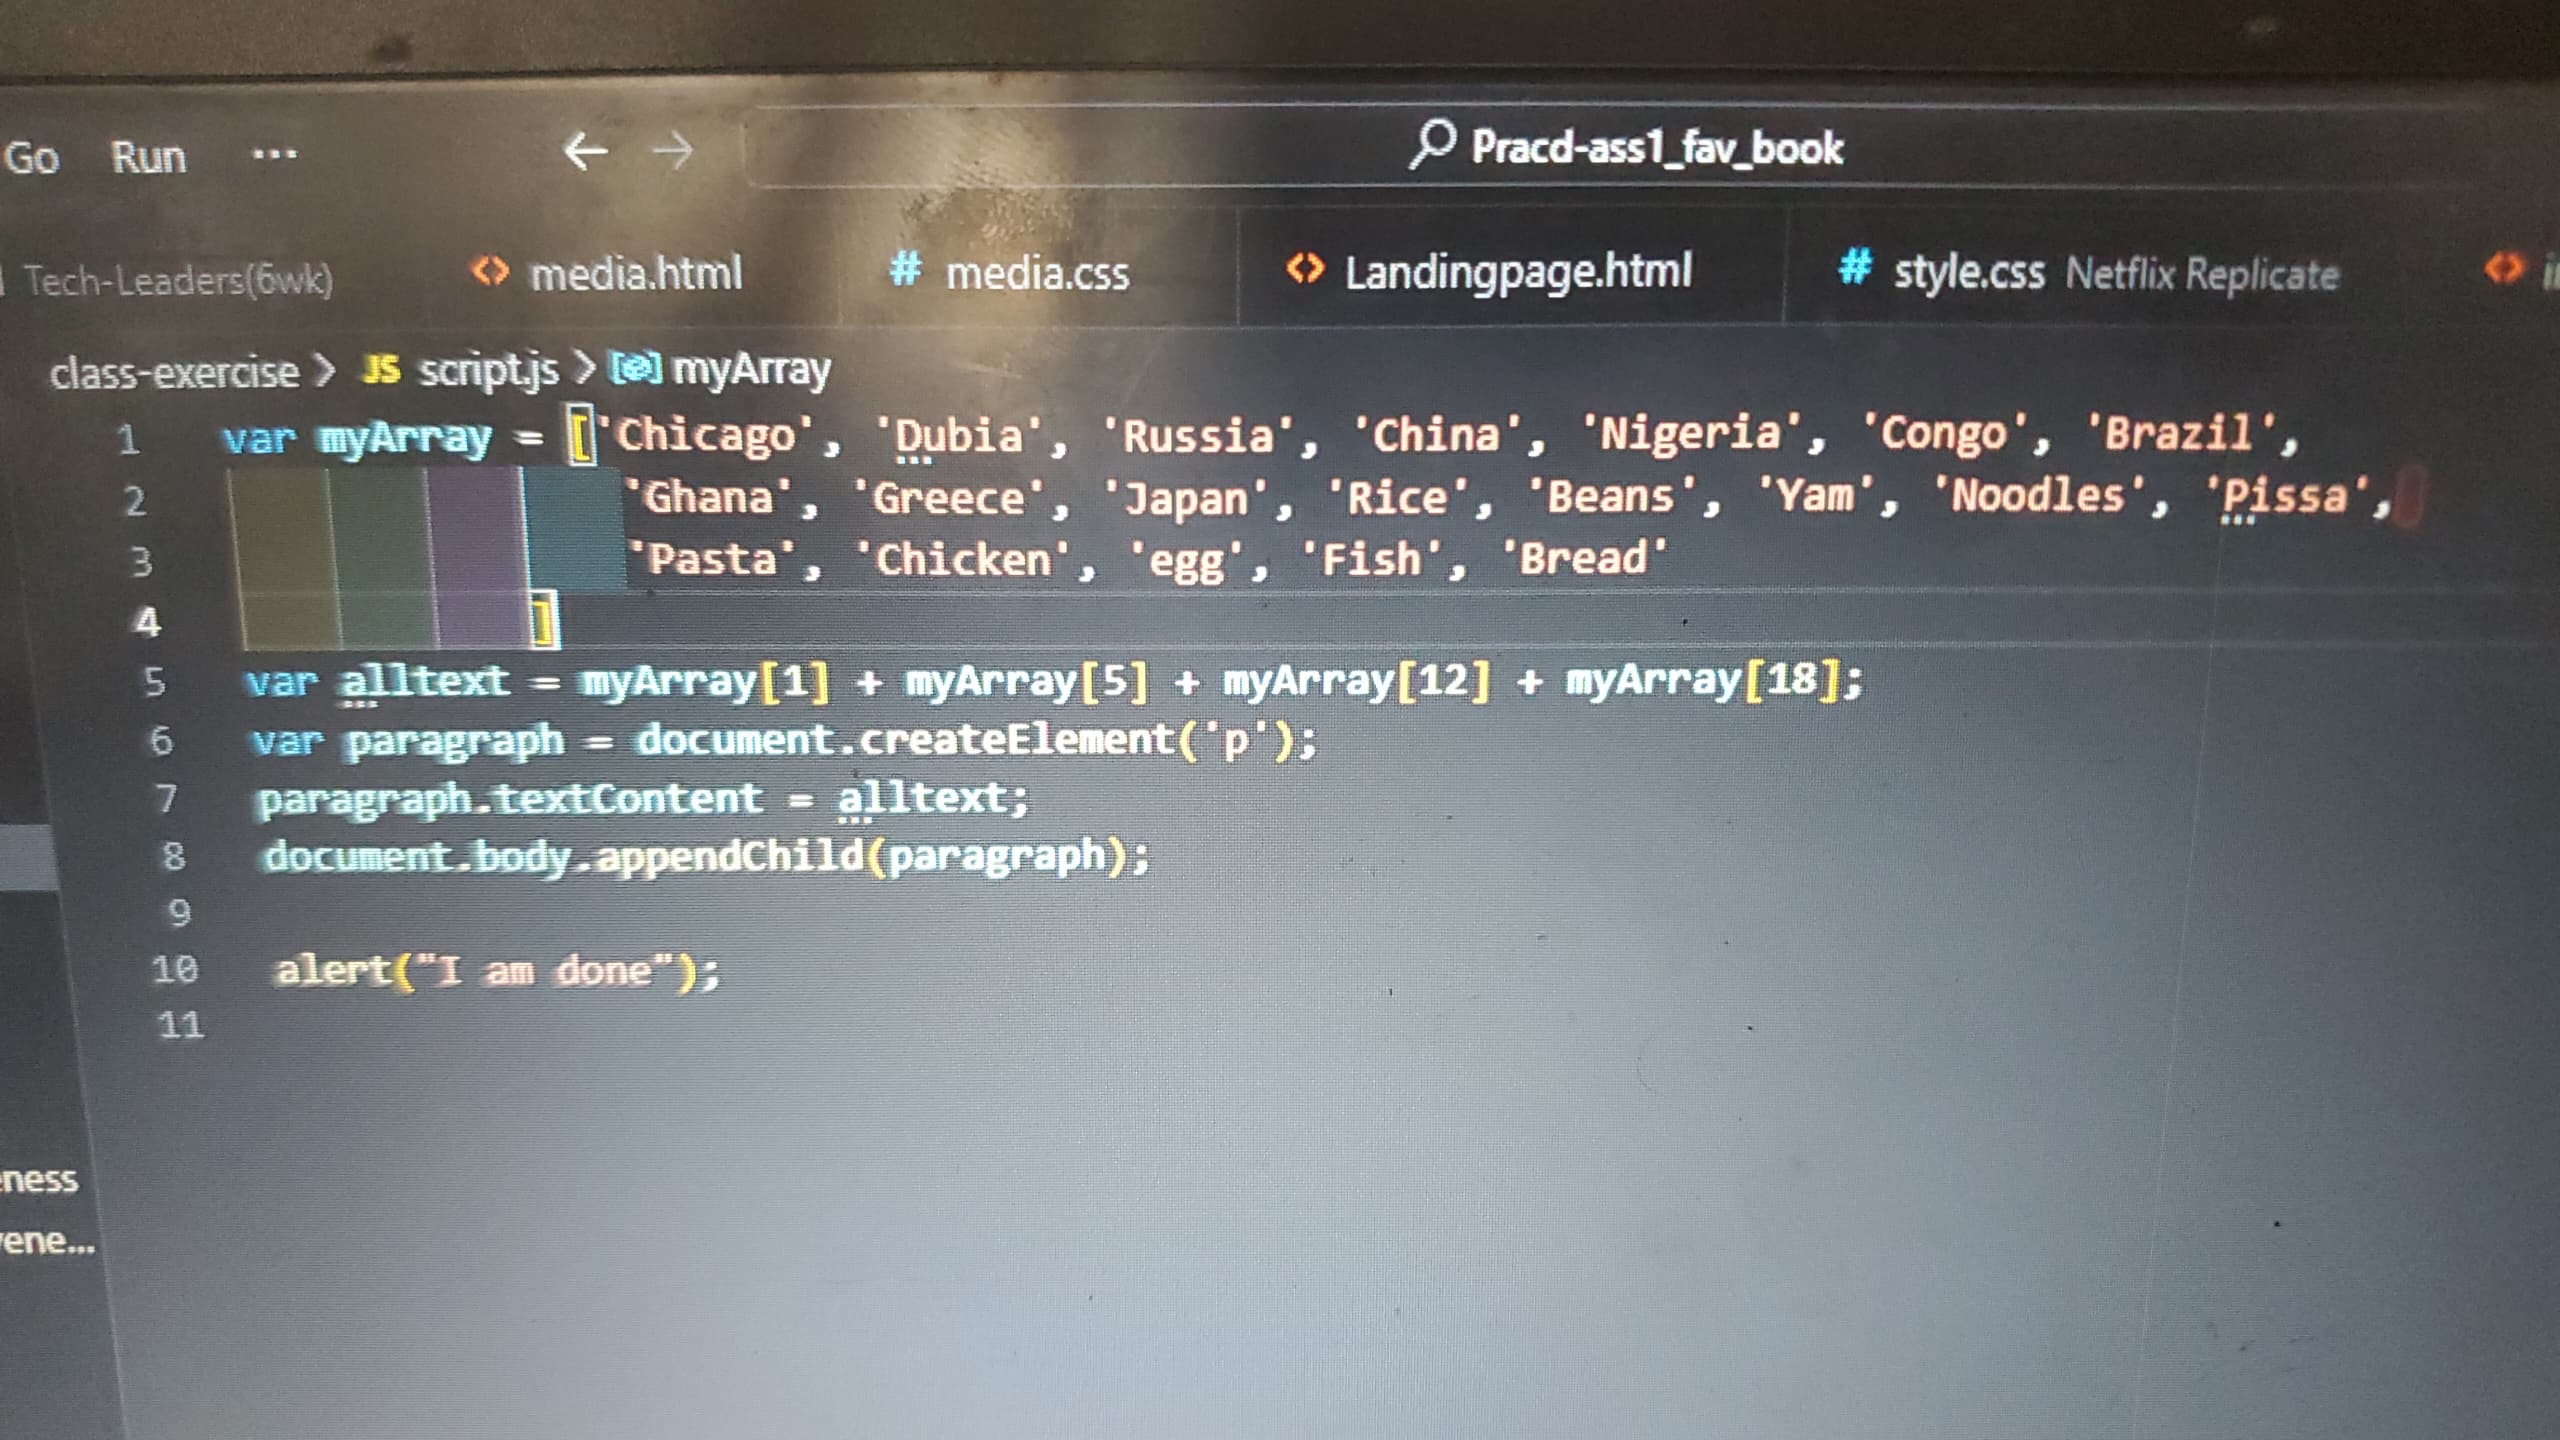 Go Run ...
Pracd-ass1_fav_book
Tech-Leaders(6wk) media.html # media.css Landingpage.html # style.css Netflix Replicate
class-exercise > JS script.js > myArray
1 var myArray = ['Chicago', 'Dubia', 'Russia', 'China', 'Nigeria', 'Congo', 'Brazil',
2 'Ghana', 'Greece', 'Japan', 'Rice', 'Beans', 'Yam', 'Noodles', 'Pissa',
3 'Pasta', 'Chicken', 'egg', 'Fish', 'Bread'
4 ]
5 var alltext = myArray[1] + myArray[5] + myArray[12] + myArray[18];
6 var paragraph = document.createElement('p');
7 paragraph.textContent = alltext;
8 document.body.appendChild(paragraph);
9
10 alert("I am done");
11
eness
ene...